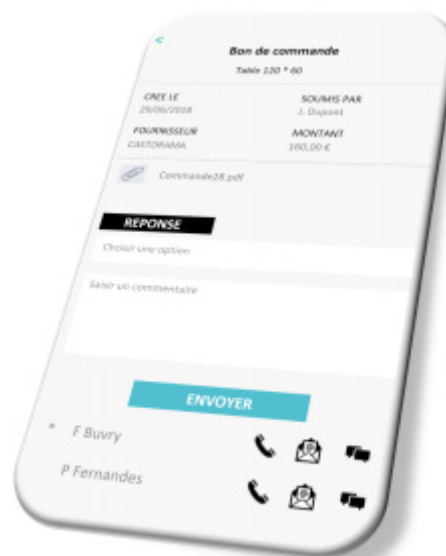 <
Bon de commande
Table 120 * 60
CREE LE SOUMIS PAR
29/06/2018 J. Dupont
FOURNISSEUR MONTANT
CASTORAMA 160,00 €
Commande28.pdf
REPONSE
Choisir une option
Saisir un commentaire
ENVOYER
* F Buvry
P Fernandes